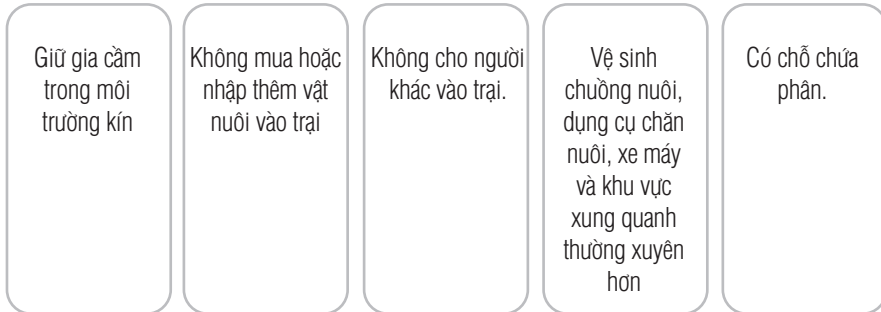 Giữ gia cầm
trong môi
trường kín
Không mua hoặc
nhập thêm vật
nuôi vào trại
Không cho người
khác vào trại.
Vệ sinh
chuồng nuôi,
dụng cụ chăn
nuôi, xe máy
và khu vực
xung quanh
thường xuyên
hơn
Có chỗ chứa
phân.